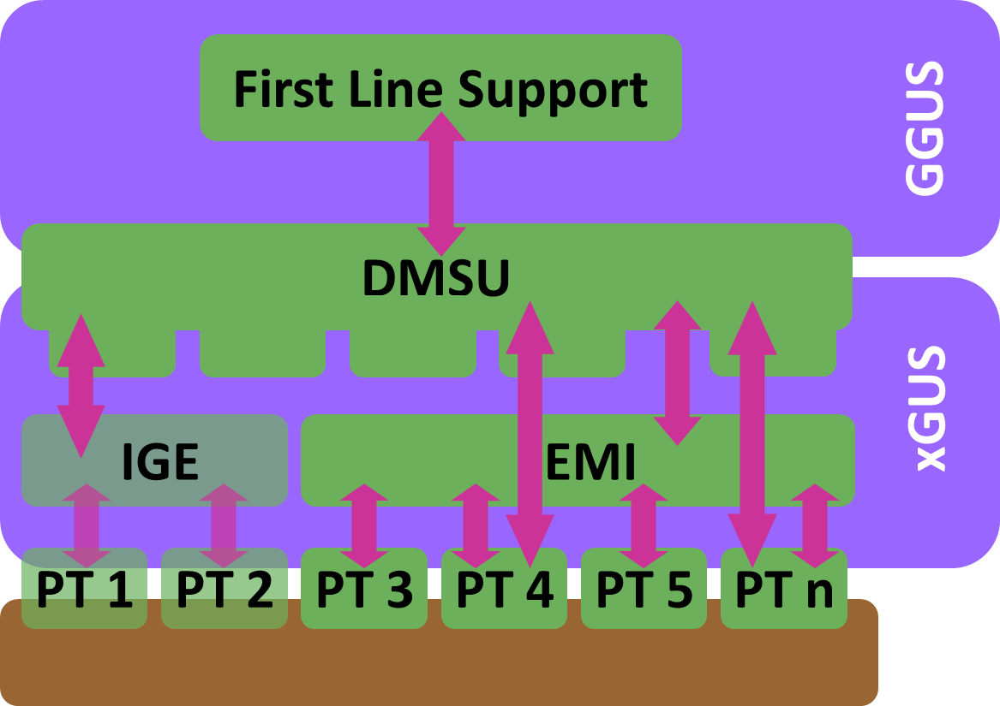 First Line Support
GGUS
DMSU
xGUS
IGE
EMI
PT 1
PT 2
PT 3
PT 4
PT 5
PT n